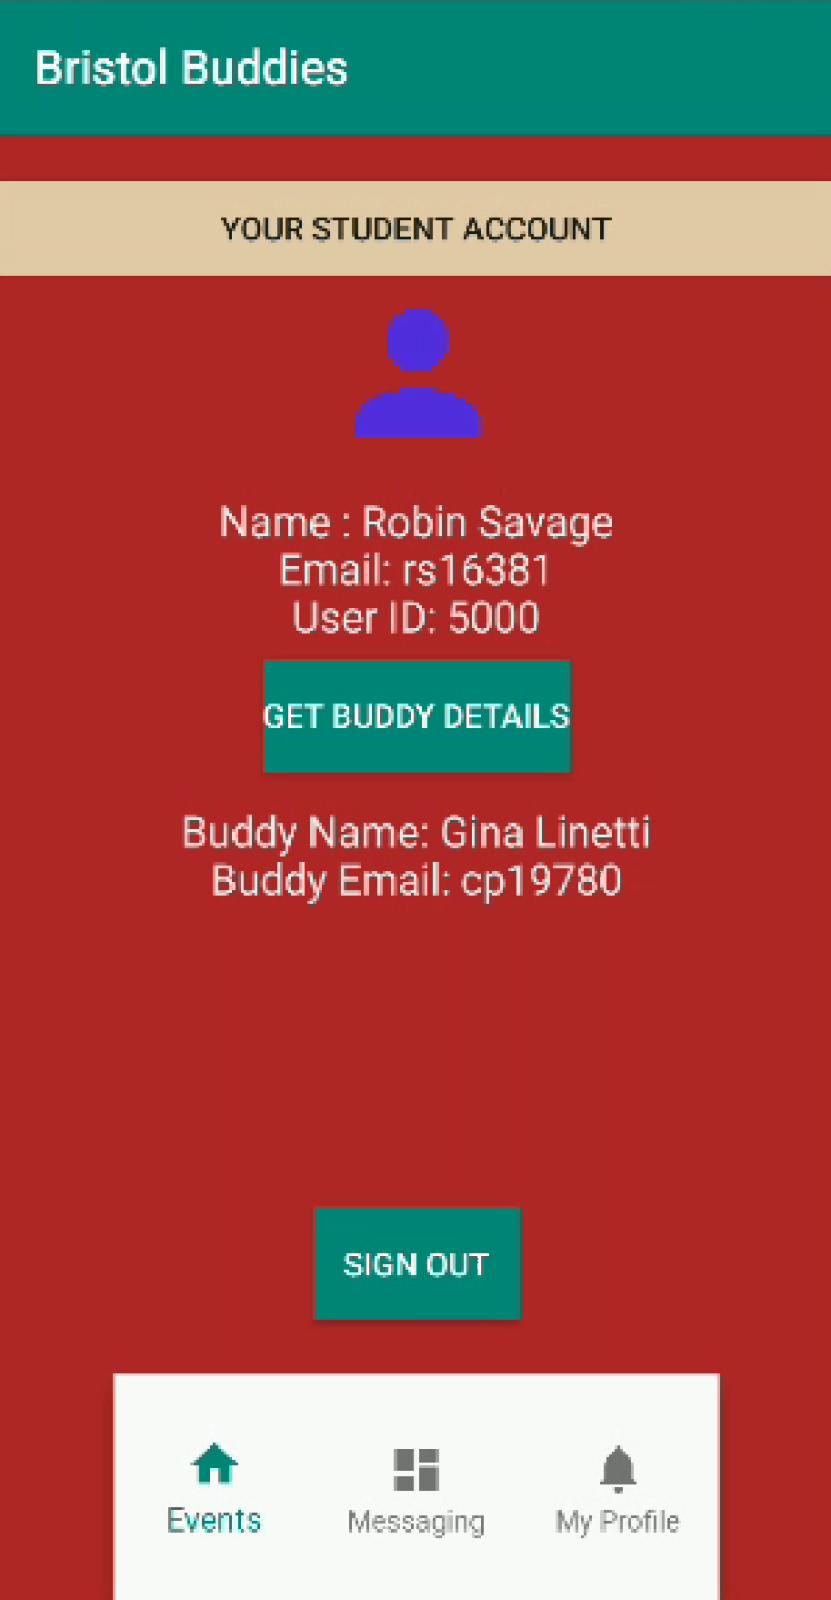 Bristol Buddies
YOUR STUDENT ACCOUNT
Name : Robin Savage
Email: rs16381
User ID: 5000
GET BUDDY DETAILS
Buddy Name: Gina Linetti
Buddy Email: cp19780
SIGN OUT
Events
Messaging
My Profile